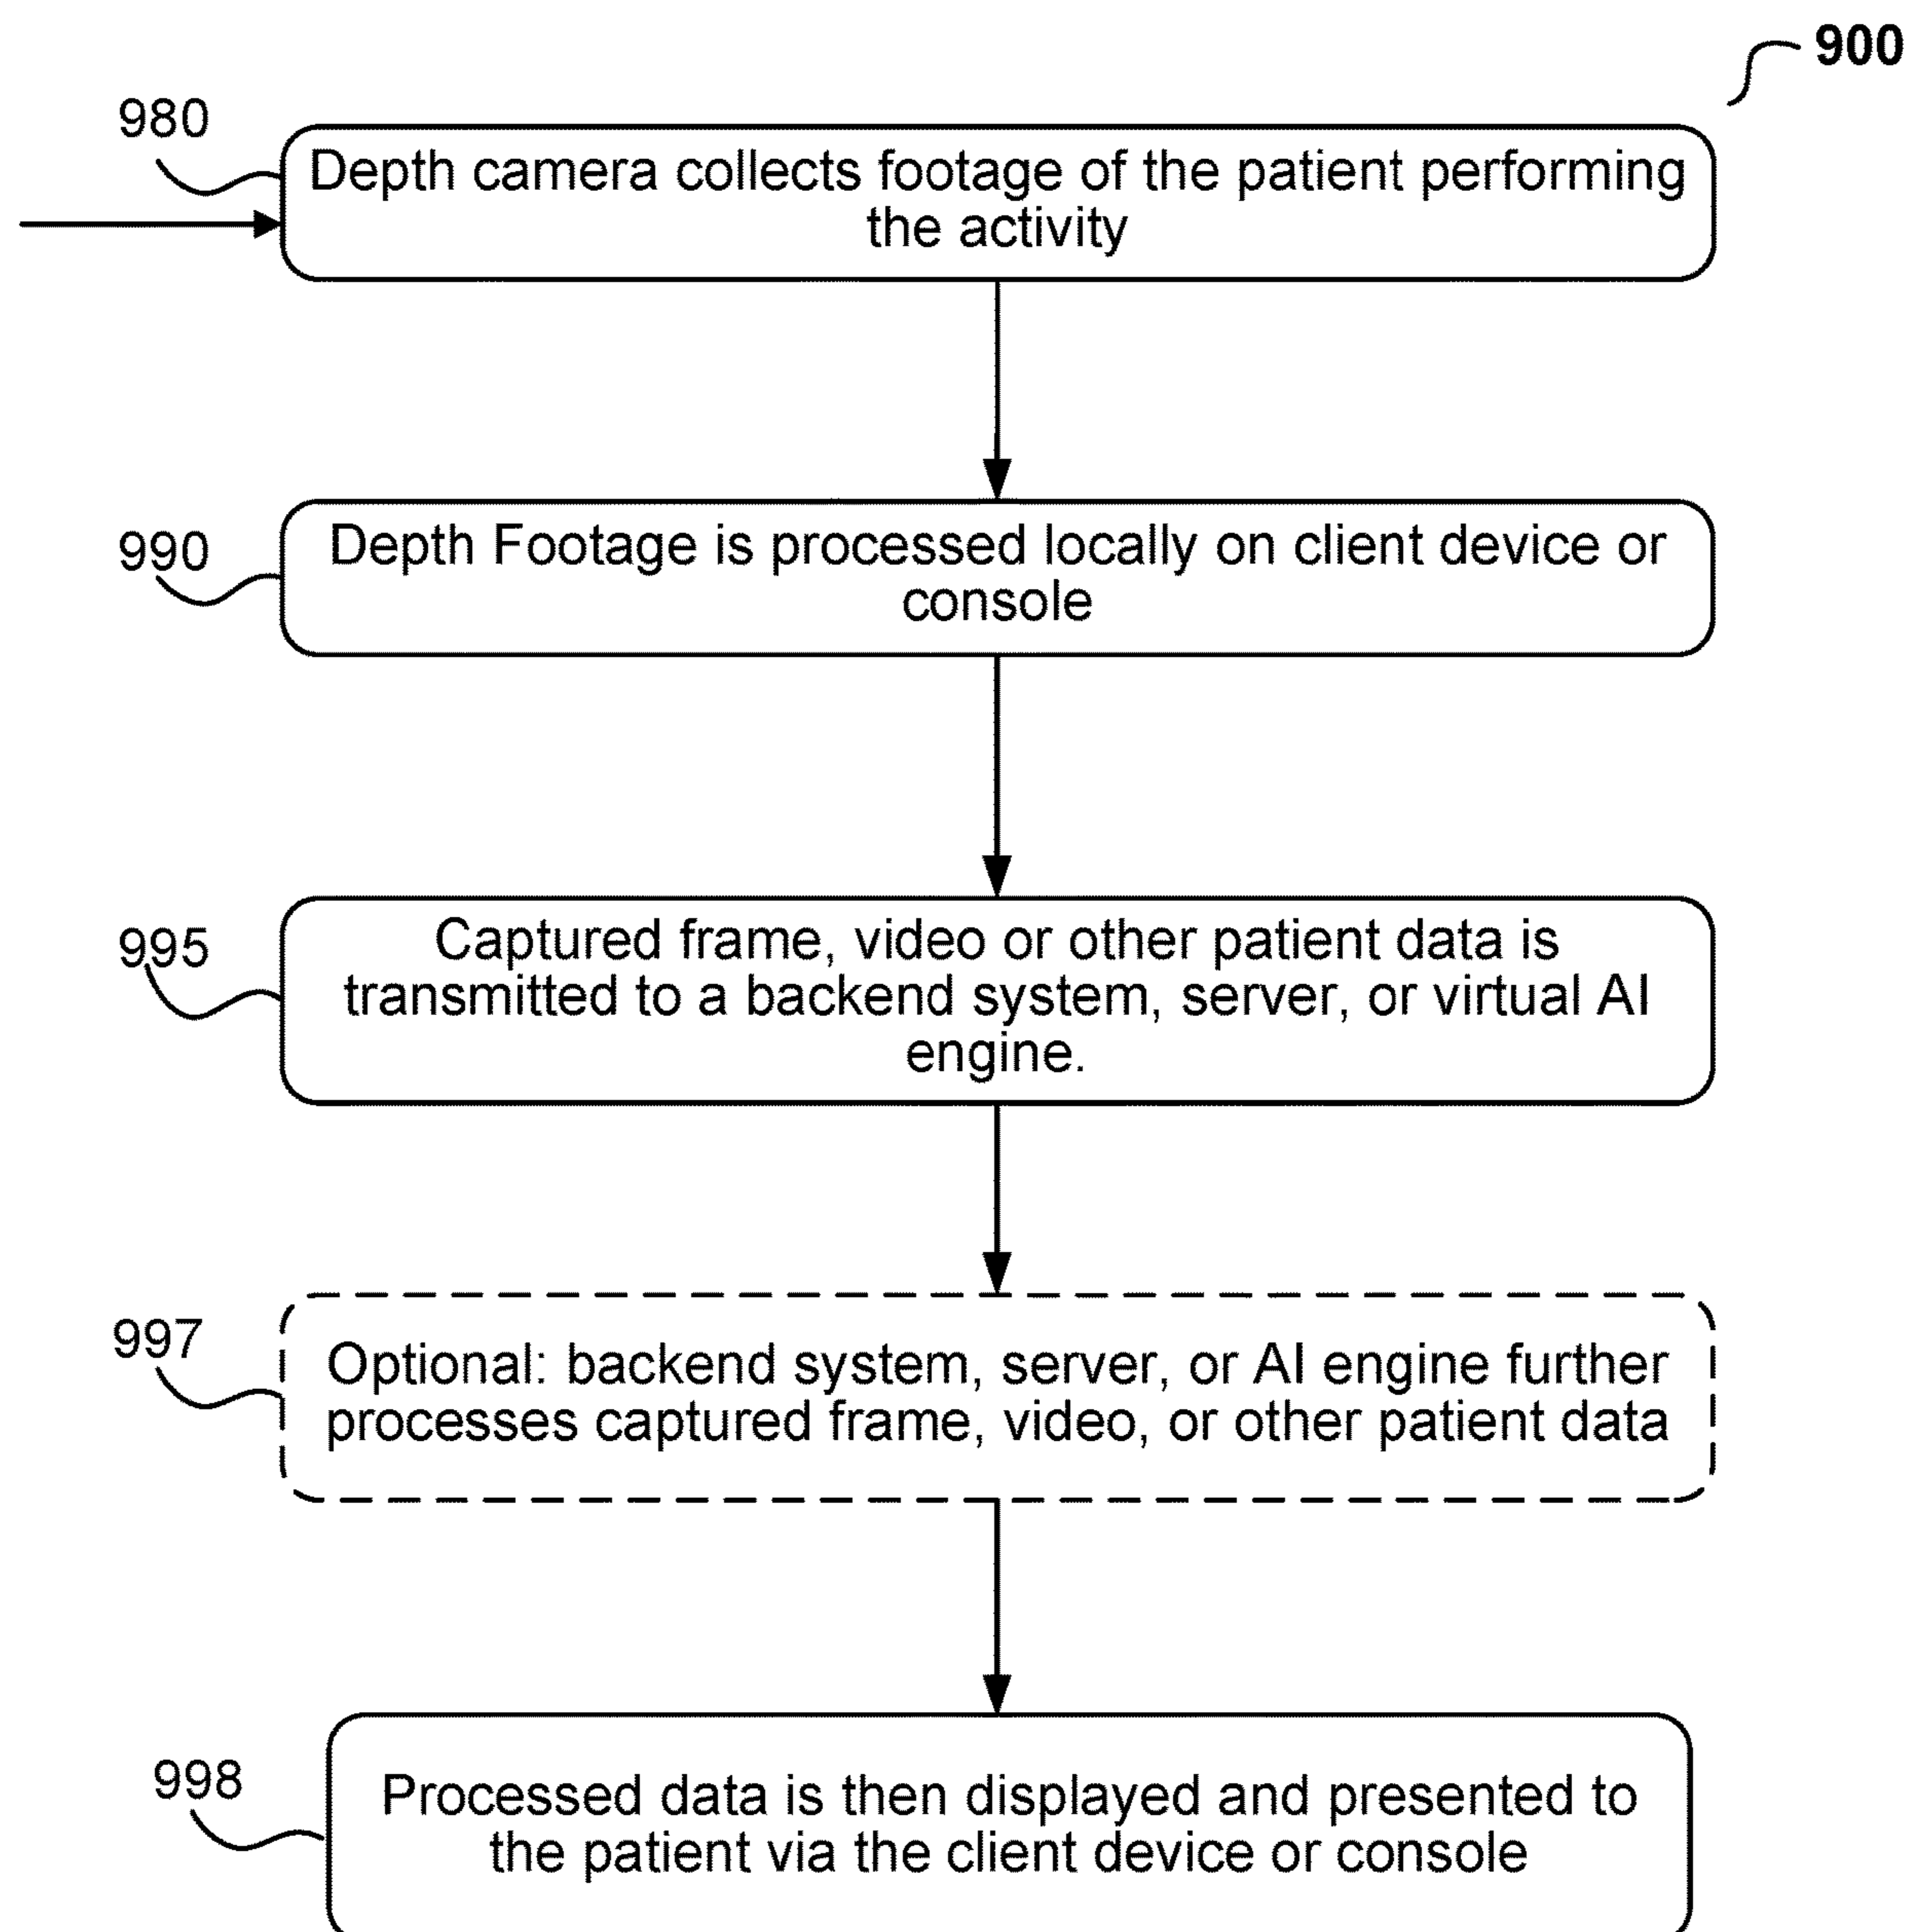 900
980
Depth camera collects footage of the patient performing
the activity
990
Depth Footage is processed locally on client device or
console
995
Captured frame, video or other patient data is
transmitted to a backend system, server, or virtual AI
engine.
997
Optional: backend system, server, or AI engine further
processes captured frame, video, or other patient data
998
Processed data is then displayed and presented to
the patient via the client device or console